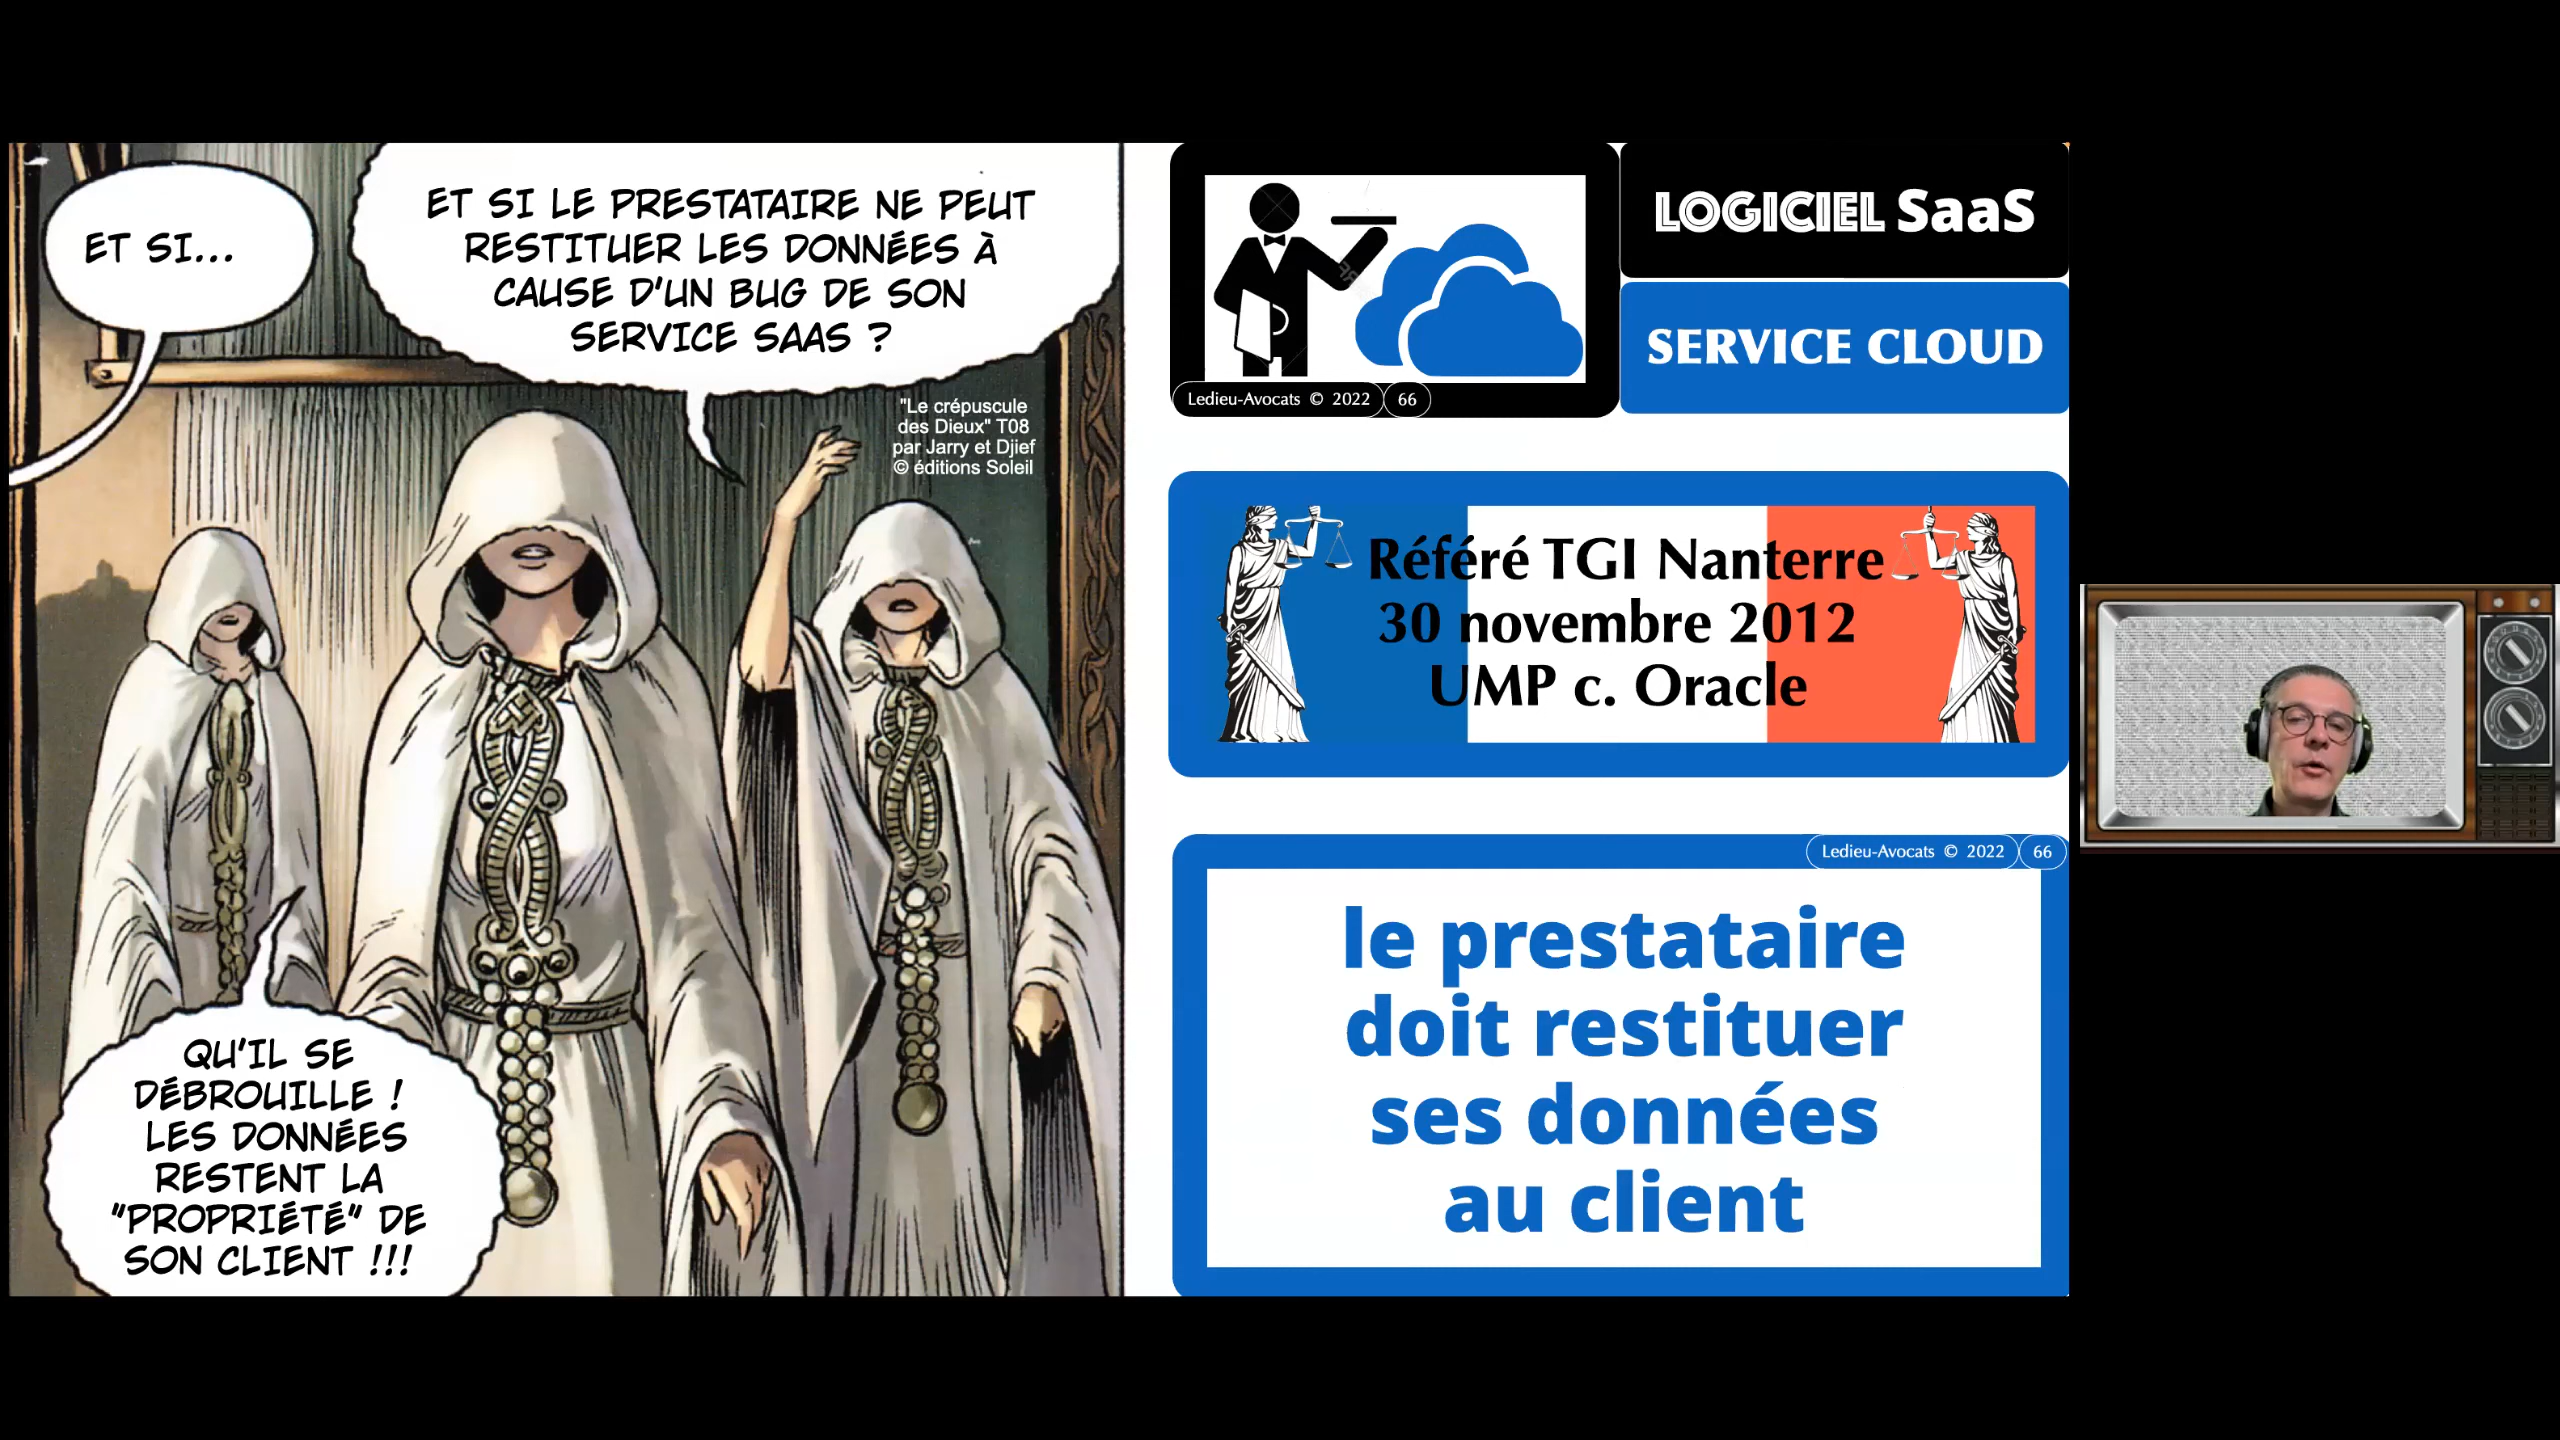 ET SI...
ET SI LE PRESTATAIRE NE PEUT
RESTITUER LES DONNÉES À
CAUSE D'UN BUG DE SON
SERVICE SAAS ?
"Le crépuscule
des Dieux" T08
par Jarry et Djief
© éditions Soleil
QU'IL SE
DÉBROUILLE !
LES DONNÉES
RESTENT LA
"PROPRIÉTÉ" DE
SON CLIENT !!!
LOGICIEL SaaS
SERVICE CLOUD
Ledieu-Avocats © 2022 66
Référé TGI Nanterre
30 novembre 2012
UMP c. Oracle
Ledieu-Avocats © 2022 66
le prestataire
doit restituer
ses données
au client